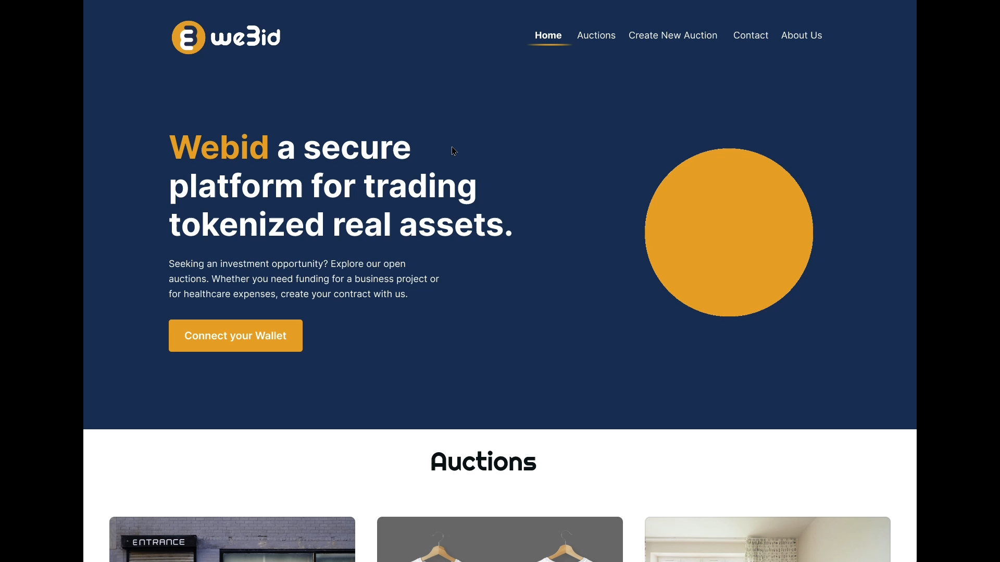 we3id
Home
Auctions
Create New Auction
Contact
About Us
Webid a secure
platform for trading
tokenized real assets.
Seeking an investment opportunity? Explore our open
auctions. Whether you need funding for a business project or
for healthcare expenses, create your contract with us.
Connect your Wallet
Auctions
ENTRANCE